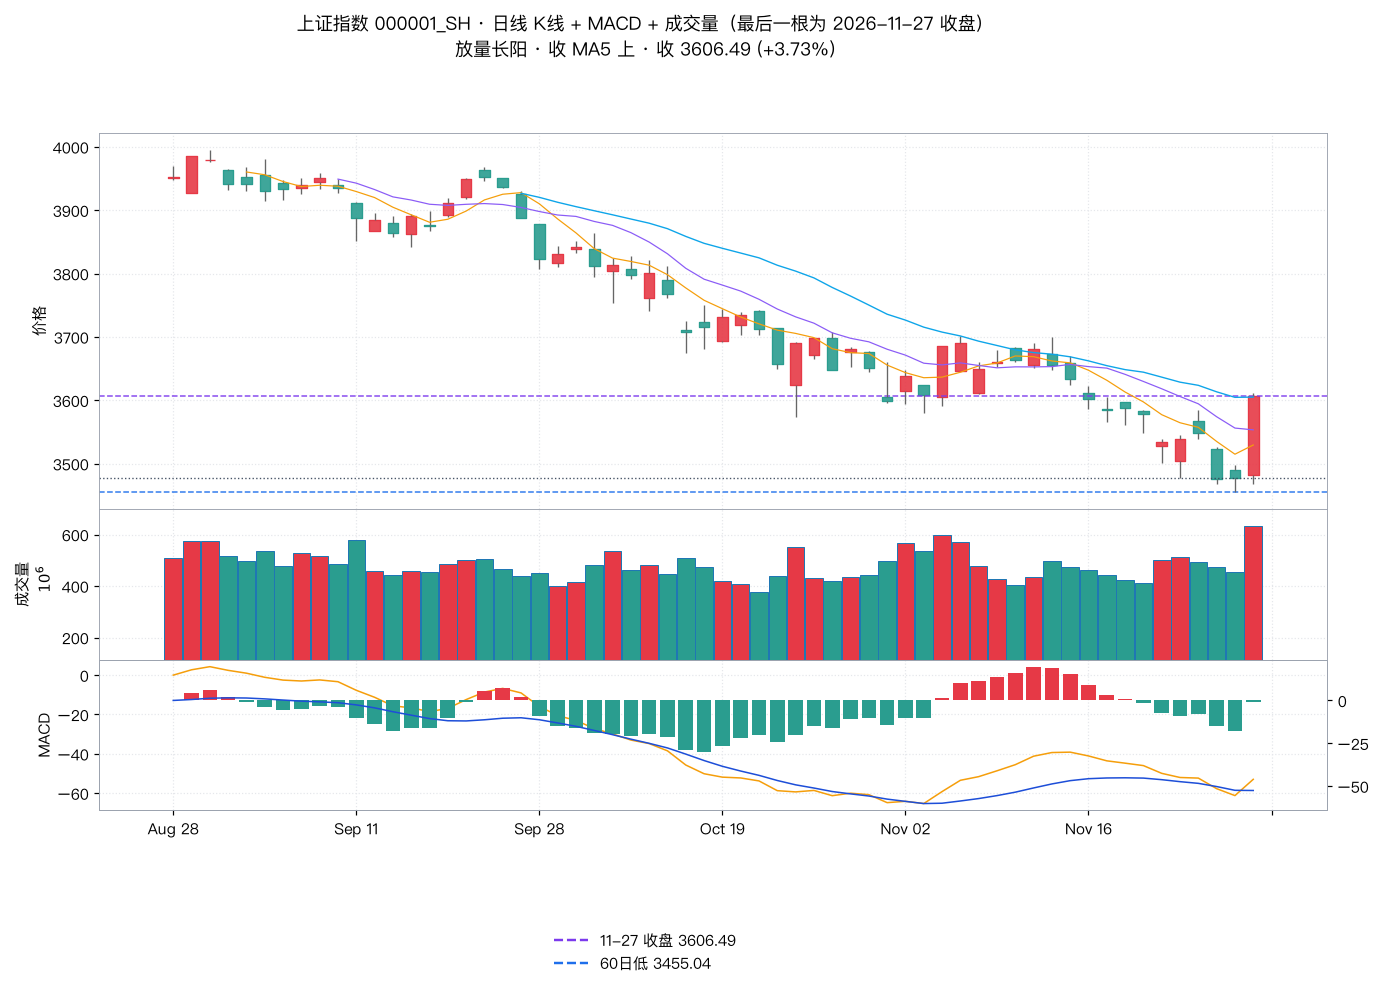 上证指数 000001_SH · 日线 K线 + MACD + 成交量（最后一根为 2026–11–27 收盘）
放量长阳 · 收 MA5 上 · 收 3606.49 (+3.73%)
价格
4000
3900
3800
3700
3600
3500
成交量
10⁶
600
400
200
MACD
0
−20
−40
−60
0
−25
−50
Aug 28
Sep 11
Sep 28
Oct 19
Nov 02
Nov 16
11–27 收盘 3606.49
60日低 3455.04